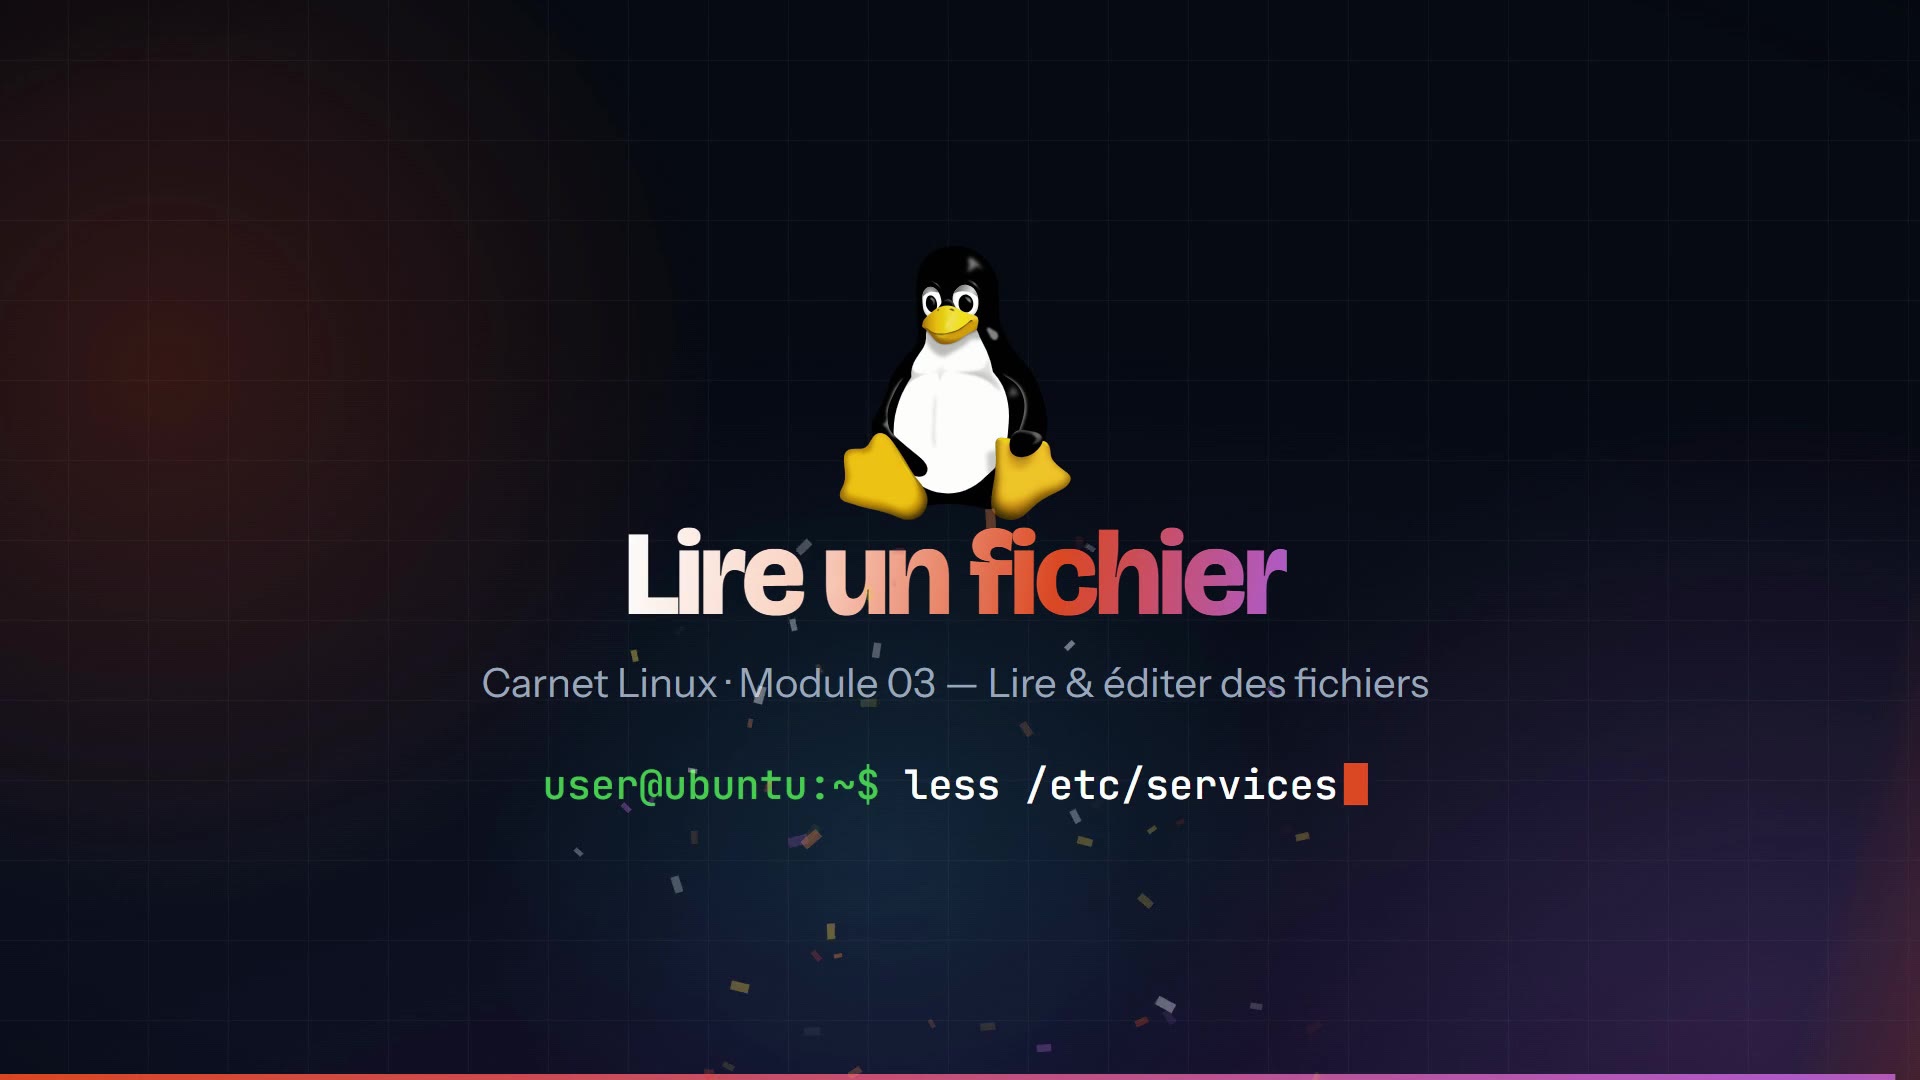 Lire un fichier
Carnet Linux · Module 03 — Lire & éditer des fichiers
user@ubuntu:~$ less /etc/services